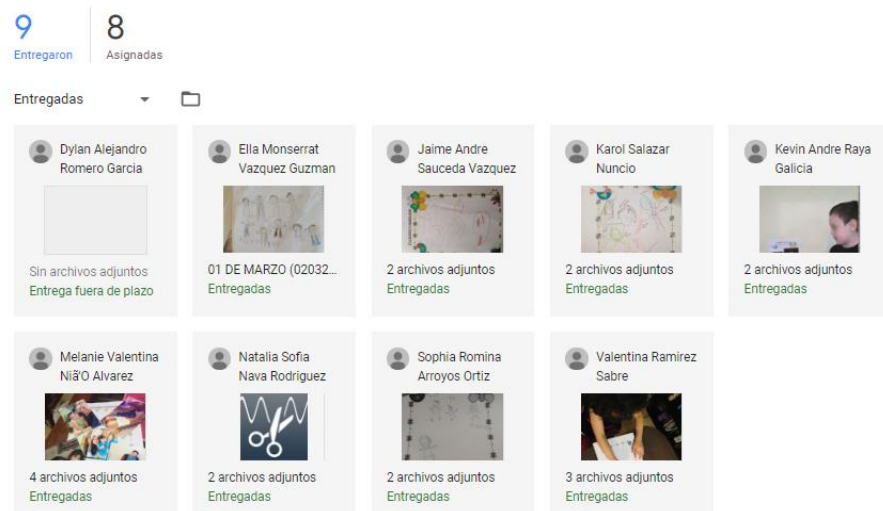 9
Entregaron
8
Asignadas
Entregadas
Dylan Alejandro
Romero Garcia
Sin archivos adjuntos
Entrega fuera de plazo
Ella Monserrat
Vazquez Guzman
01 DE MARZO (02032...
Entregadas
Jaime Andre
Sauceda Vazquez
2 archivos adjuntos
Entregadas
Karol Salazar
Nuncio
2 archivos adjuntos
Entregadas
Kevin Andre Raya
Galicia
2 archivos adjuntos
Entregadas
Melanie Valentina
Niã'O Alvarez
4 archivos adjuntos
Entregadas
Natalia Sofia
Nava Rodriguez
2 archivos adjuntos
Entregadas
Sophia Romina
Arroyos Ortiz
2 archivos adjuntos
Entregadas
Valentina Ramirez
Sabre
3 archivos adjuntos
Entregadas